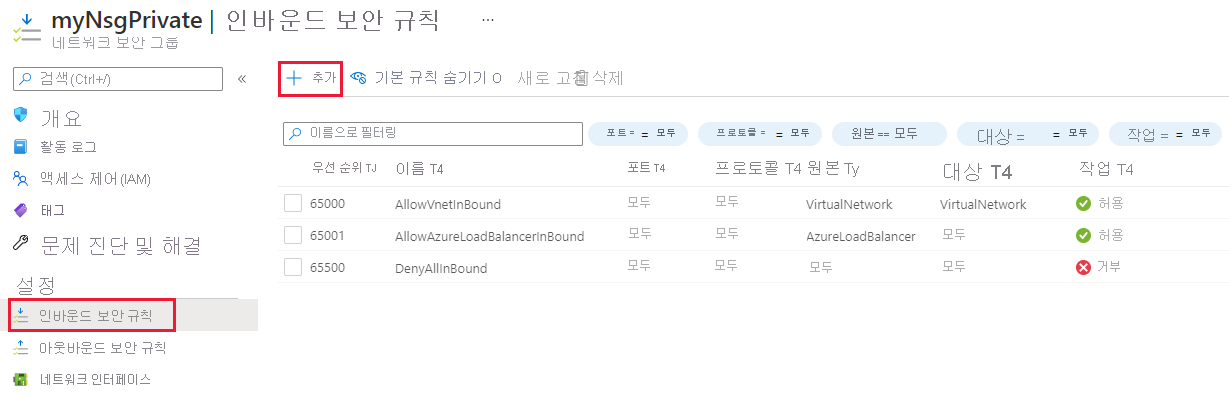 myNsgPrivate | 인바운드 보안 규칙 ...
네트워크 보안 그룹
검색(Ctrl+/) «
추가 기본 규칙 숨기기 O 새로 고침 삭제
개요
활동 로그
액세스 제어(IAM)
태그
문제 진단 및 해결
설정
인바운드 보안 규칙
아웃바운드 보안 규칙
네트워크 인터페이스
이름으로 필터링 포트 = = 모두 프로토콜 = = 모두 원본 == 모두 대상 = = 모두 작업 = = 모두
우선 순위 TJ 이름 T4 포트 T4 프로토콜 T4 원본 Ty 대상 T4 작업 T4
65000 AllowVnetInBound 모두 모두 VirtualNetwork VirtualNetwork 허용
65001 AllowAzureLoadBalancerInBound 모두 모두 AzureLoadBalancer 모두 허용
65500 DenyAllInBound 모두 모두 모두 모두 거부